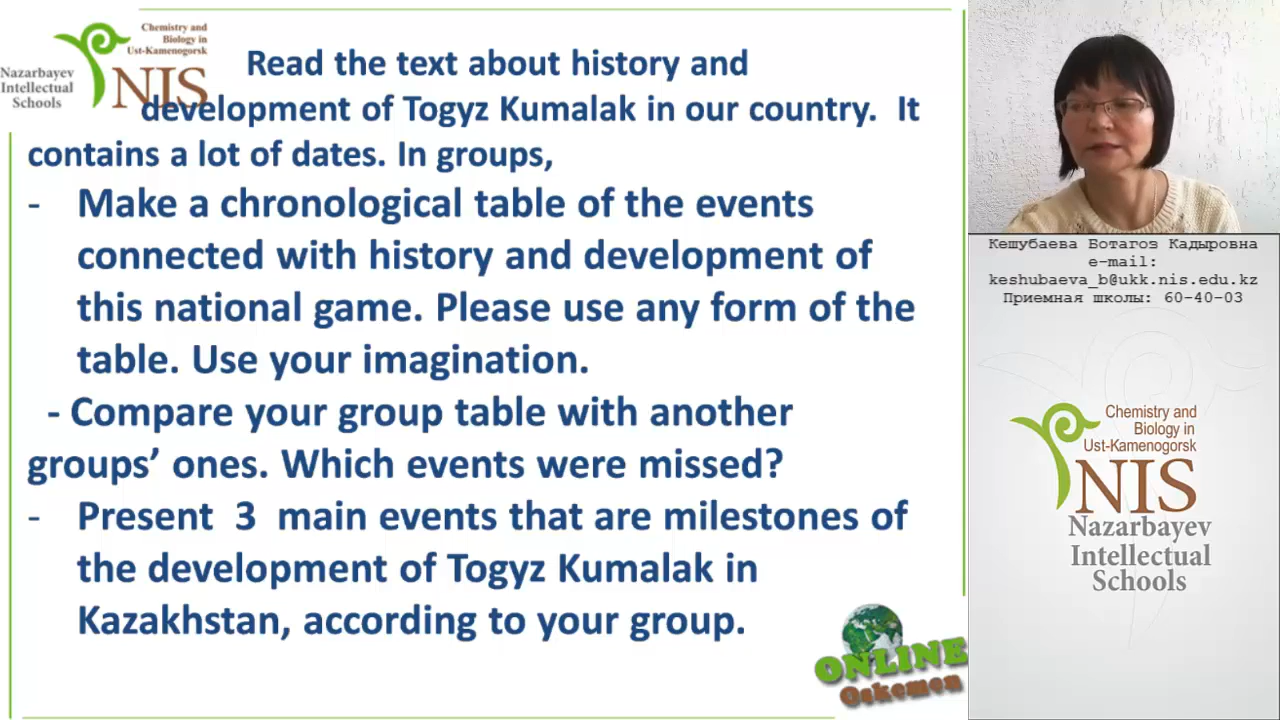 Chemistry and
Biology in
Ust-Kamenogorsk
Nazarbayev
Intellectual
Schools
NIS
Read the text about history and
development of Togyz Kumalak in our country. It
contains a lot of dates. In groups,
- Make a chronological table of the events
connected with history and development of
this national game. Please use any form of the
table. Use your imagination.
- Compare your group table with another
groups’ ones. Which events were missed?
- Present 3 main events that are milestones of
the development of Togyz Kumalak in
Kazakhstan, according to your group.
ONLINE
Oskemen
Кешубаева Ботагоз Кадыровна
e-mail:
keshubaeva_b@ukk.nis.edu.kz
Приемная школы: 60-40-03
Chemistry and
Biology in
Ust-Kamenogorsk
NIS
Nazarbayev
Intellectual
Schools